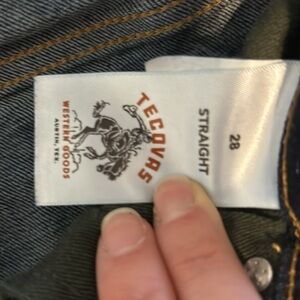 TECOVAS
WESTERN GOODS
AUSTIN, TEX.
28
STRAIGHT